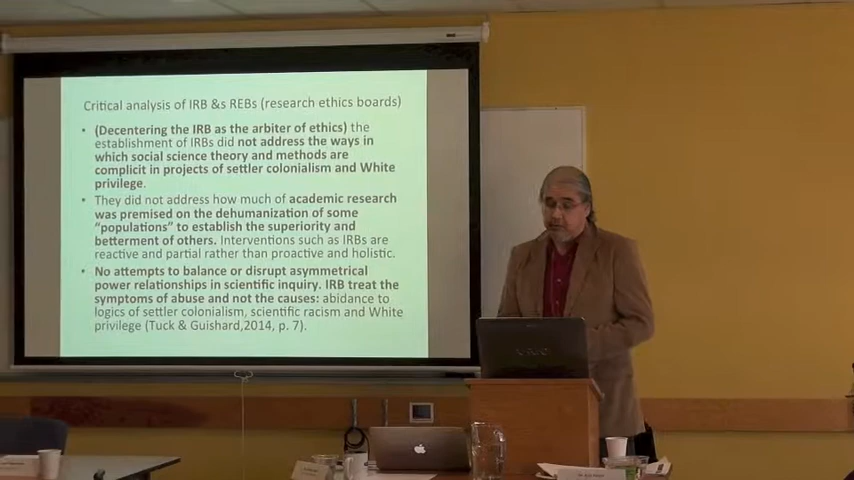 Critical analysis of IRB &s REBs (research ethics boards)
• (Decentering the IRB as the arbiter of ethics) the
establishment of IRBs did not address the ways in
which social science theory and methods are
complicit in projects of settler colonialism and White
privilege.
• They did not address how much of academic research
was premised on the dehumanization of some
"populations" to establish the superiority and
betterment of others. Interventions such as IRBs are
reactive and partial rather than proactive and holistic.
• No attempts to balance or disrupt asymmetrical
power relationships in scientific inquiry. IRB treat the
symptoms of abuse and not the causes: abidance to
logics of settler colonialism, scientific racism and White
privilege (Tuck & Guishard, 2014, p. 7).
VAIO